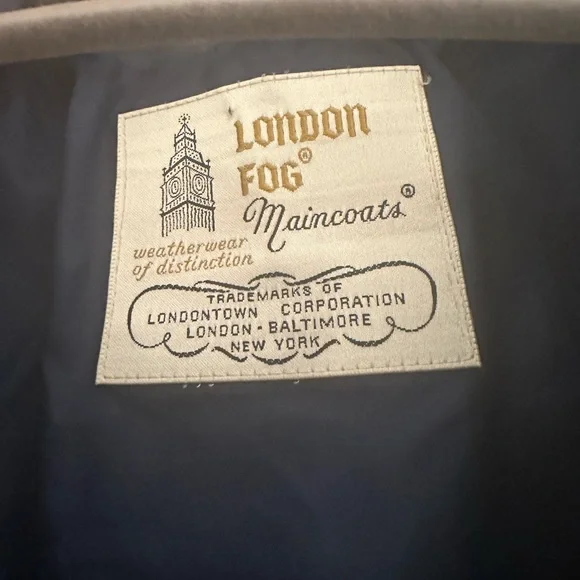 LONDON
FOG®
Maincoats®
weatherwear
of distinction
TRADEMARKS OF
LONDONTOWN CORPORATION
LONDON - BALTIMORE
NEW YORK